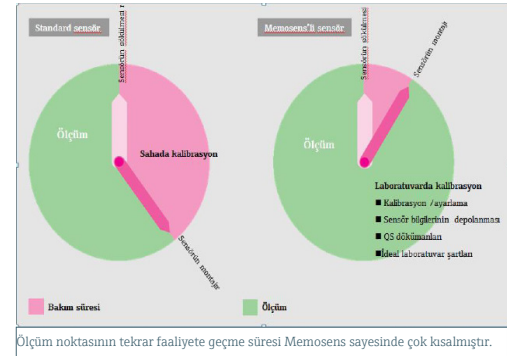 Standard sensör
Sensörün sökülmesi
Ölçüm
Sahada kalibrasyon
Sensörün montajı
Memosens'li sensör
Sensörün sökülmesi
Sensörün montajı
Ölçüm
Laboratuvarda kalibrasyon
■ Kalibrasyon /ayarlama
■ Sensör bilgilerinin depolanması
■ QS dökümanları
■İdeal laboratuvar şartları
Bakım süresi
Ölçüm
Ölçüm noktasının tekrar faaliyete geçme süresi Memosens sayesinde çok kısalmıştır.